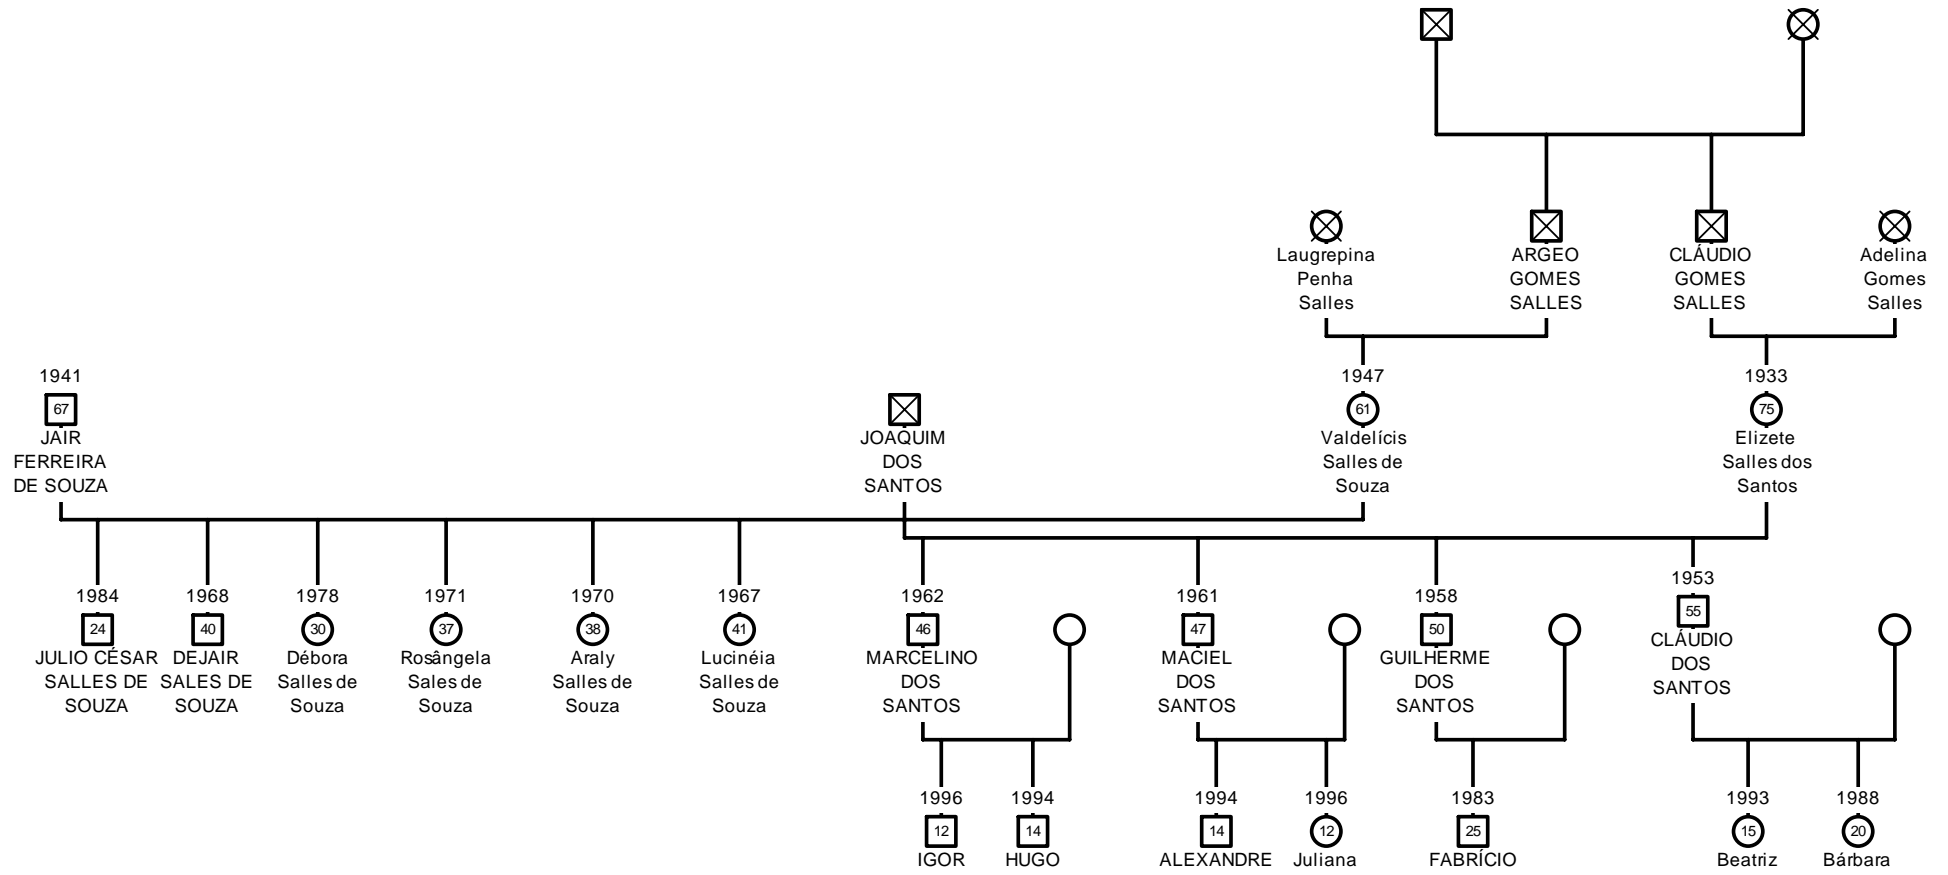 Laugrepina
Penha
Salles
ARGEO
GOMES
SALLES
CLÁUDIO
GOMES
SALLES
Adelina
Gomes
Salles
1941
67
JAIR
FERREIRA
DE SOUZA
JOAQUIM
DOS
SANTOS
1947
61
Valdelícis
Salles de
Souza
1933
75
Elizete
Salles dos
Santos
1984
24
JULIO CÉSAR
SALLES DE
SOUZA
1968
40
DEJAIR
SALES DE
SOUZA
1978
30
Débora
Salles de
Souza
1971
37
Rosângela
Sales de
Souza
1970
38
Araly
Salles de
Souza
1967
41
Lucinéia
Salles de
Souza
1962
46
MARCELINO
DOS
SANTOS
1961
47
MACIEL
DOS
SANTOS
1958
50
GUILHERME
DOS
SANTOS
1953
55
CLÁUDIO
DOS
SANTOS
1996
12
IGOR
1994
14
HUGO
1994
14
ALEXANDRE
1996
12
Juliana
1983
25
FABRÍCIO
1993
15
Beatriz
1988
20
Bárbara